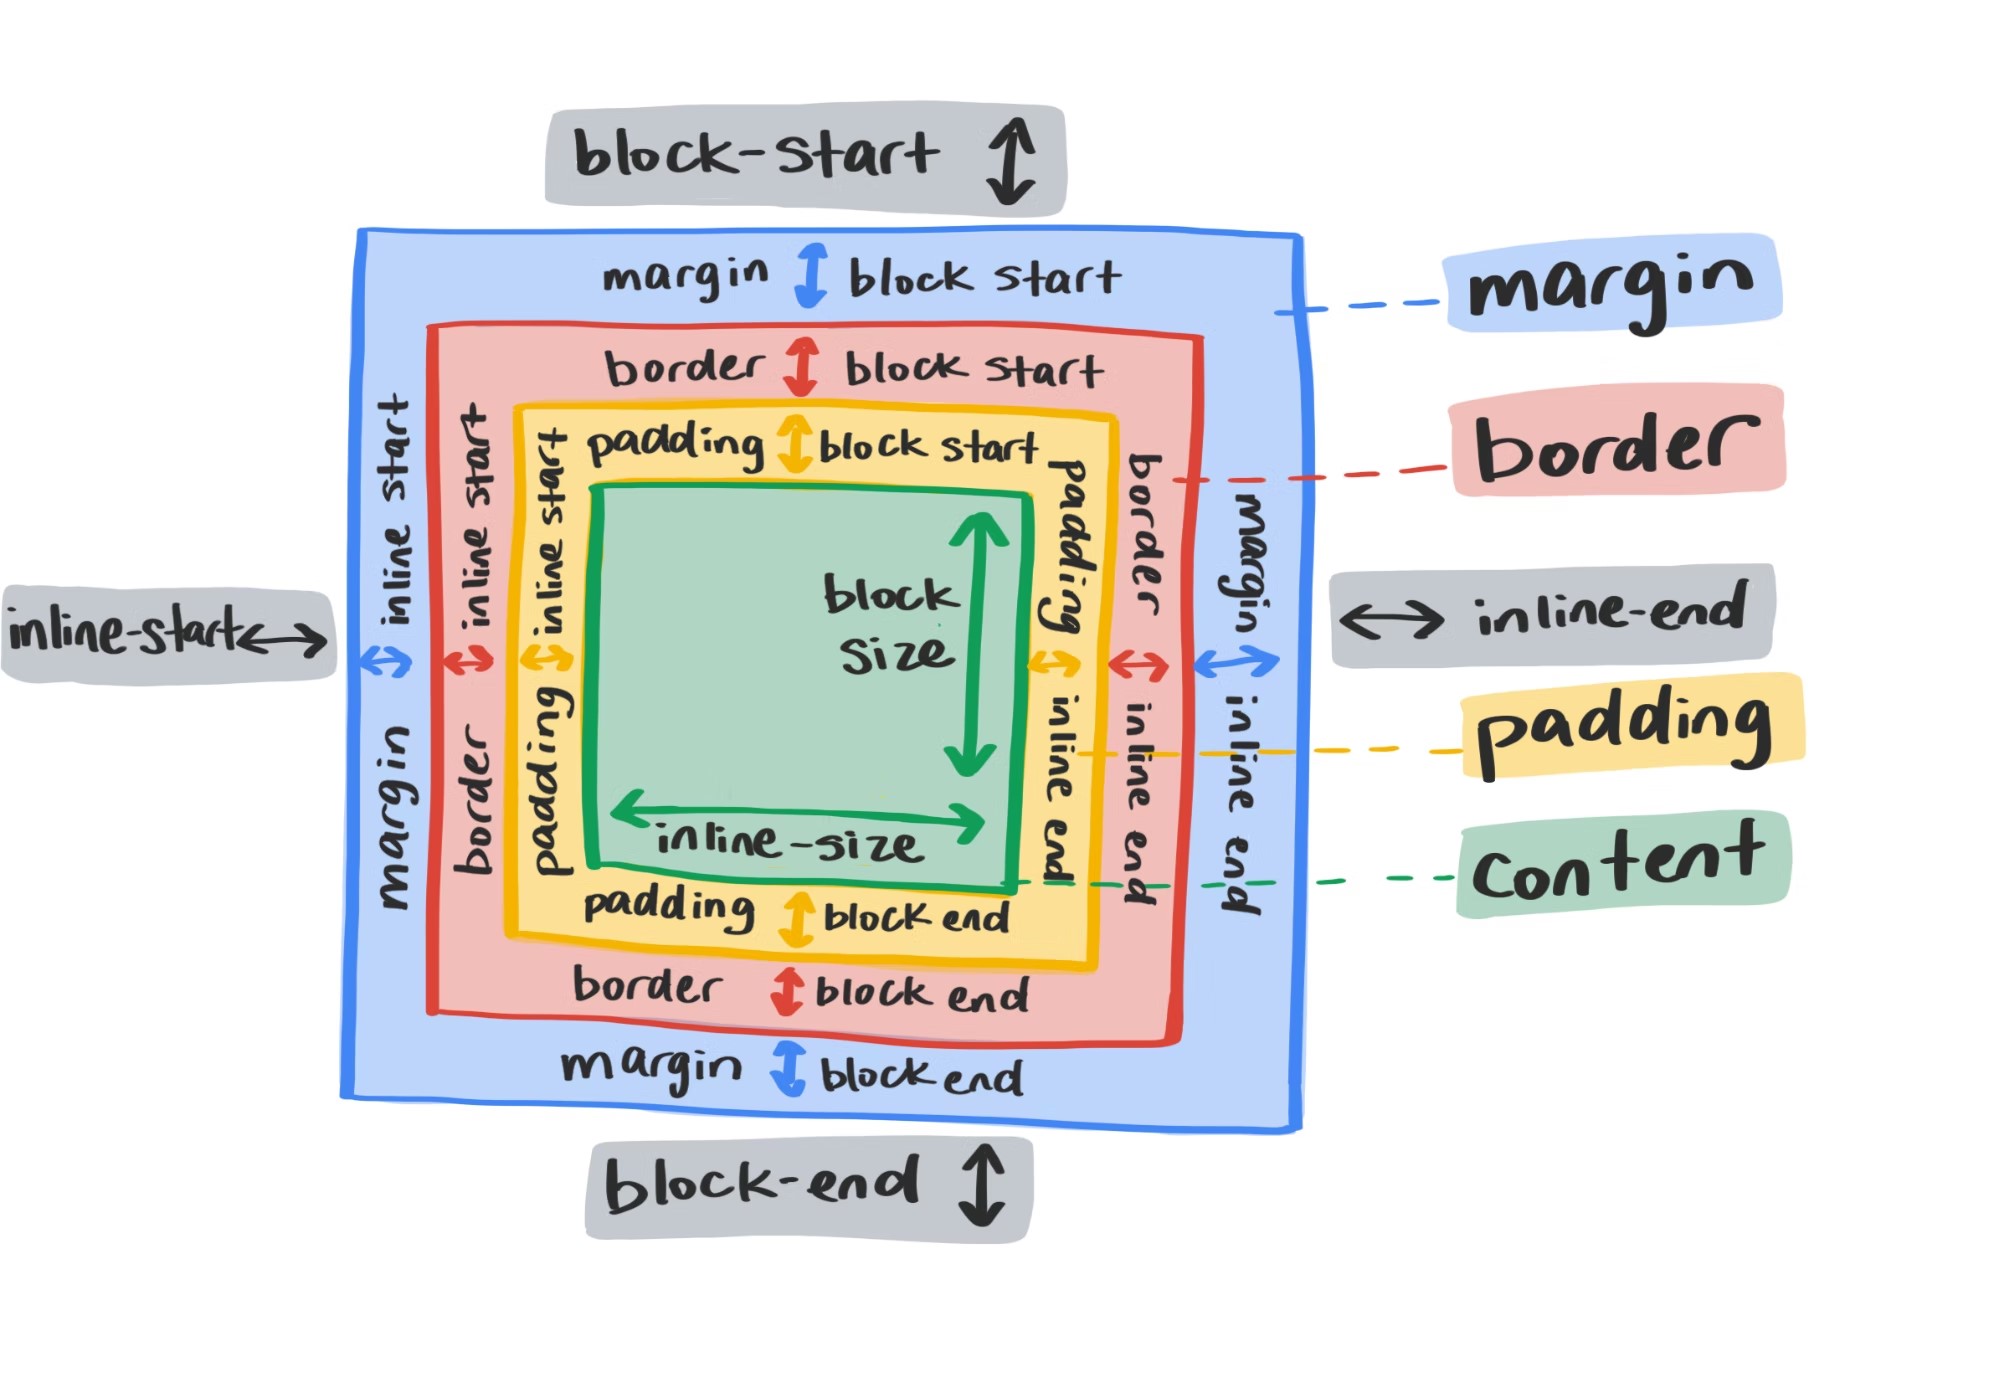 block-start
margin block start
margin
border block start
border
padding block start
inline-start
margin inline start
border inline start
padding inline start
block
size
inline-size
padding inline end
border inline end
margin inline end
inline-end
padding
content
padding block end
border block end
margin block end
block-end